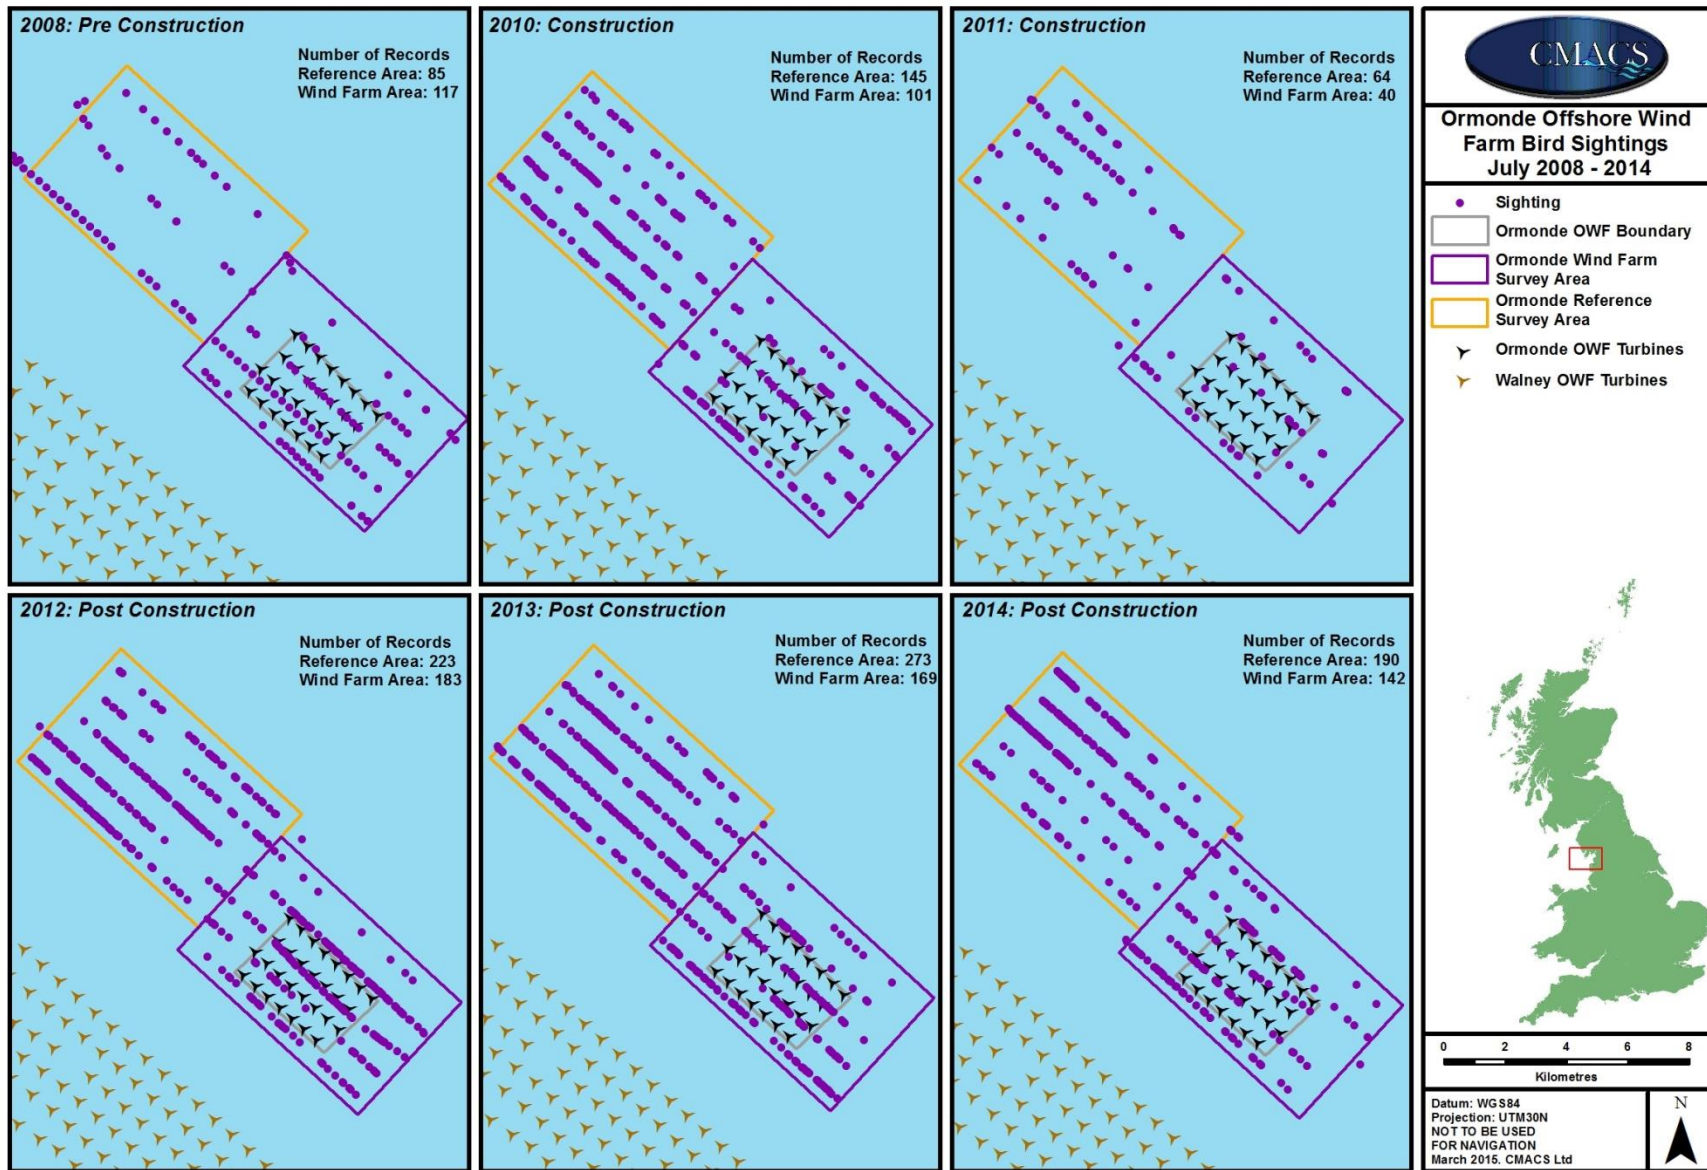 2008: Pre Construction
Number of Records
Reference Area: 85
Wind Farm Area: 117
2010: Construction
Number of Records
Reference Area: 145
Wind Farm Area: 101
2011: Construction
Number of Records
Reference Area: 64
Wind Farm Area: 40
2012: Post Construction
Number of Records
Reference Area: 223
Wind Farm Area: 183
2013: Post Construction
Number of Records
Reference Area: 273
Wind Farm Area: 169
2014: Post Construction
Number of Records
Reference Area: 190
Wind Farm Area: 142
CMACS
Ormonde Offshore Wind
Farm Bird Sightings
July 2008 - 2014
Sighting
Ormonde OWF Boundary
Ormonde Wind Farm
Survey Area
Ormonde Reference
Survey Area
Ormonde OWF Turbines
Walney OWF Turbines
0 2 4 6 8
Kilometres
Datum: WGS84
Projection: UTM30N
NOT TO BE USED
FOR NAVIGATION
March 2015. CMACS Ltd
N